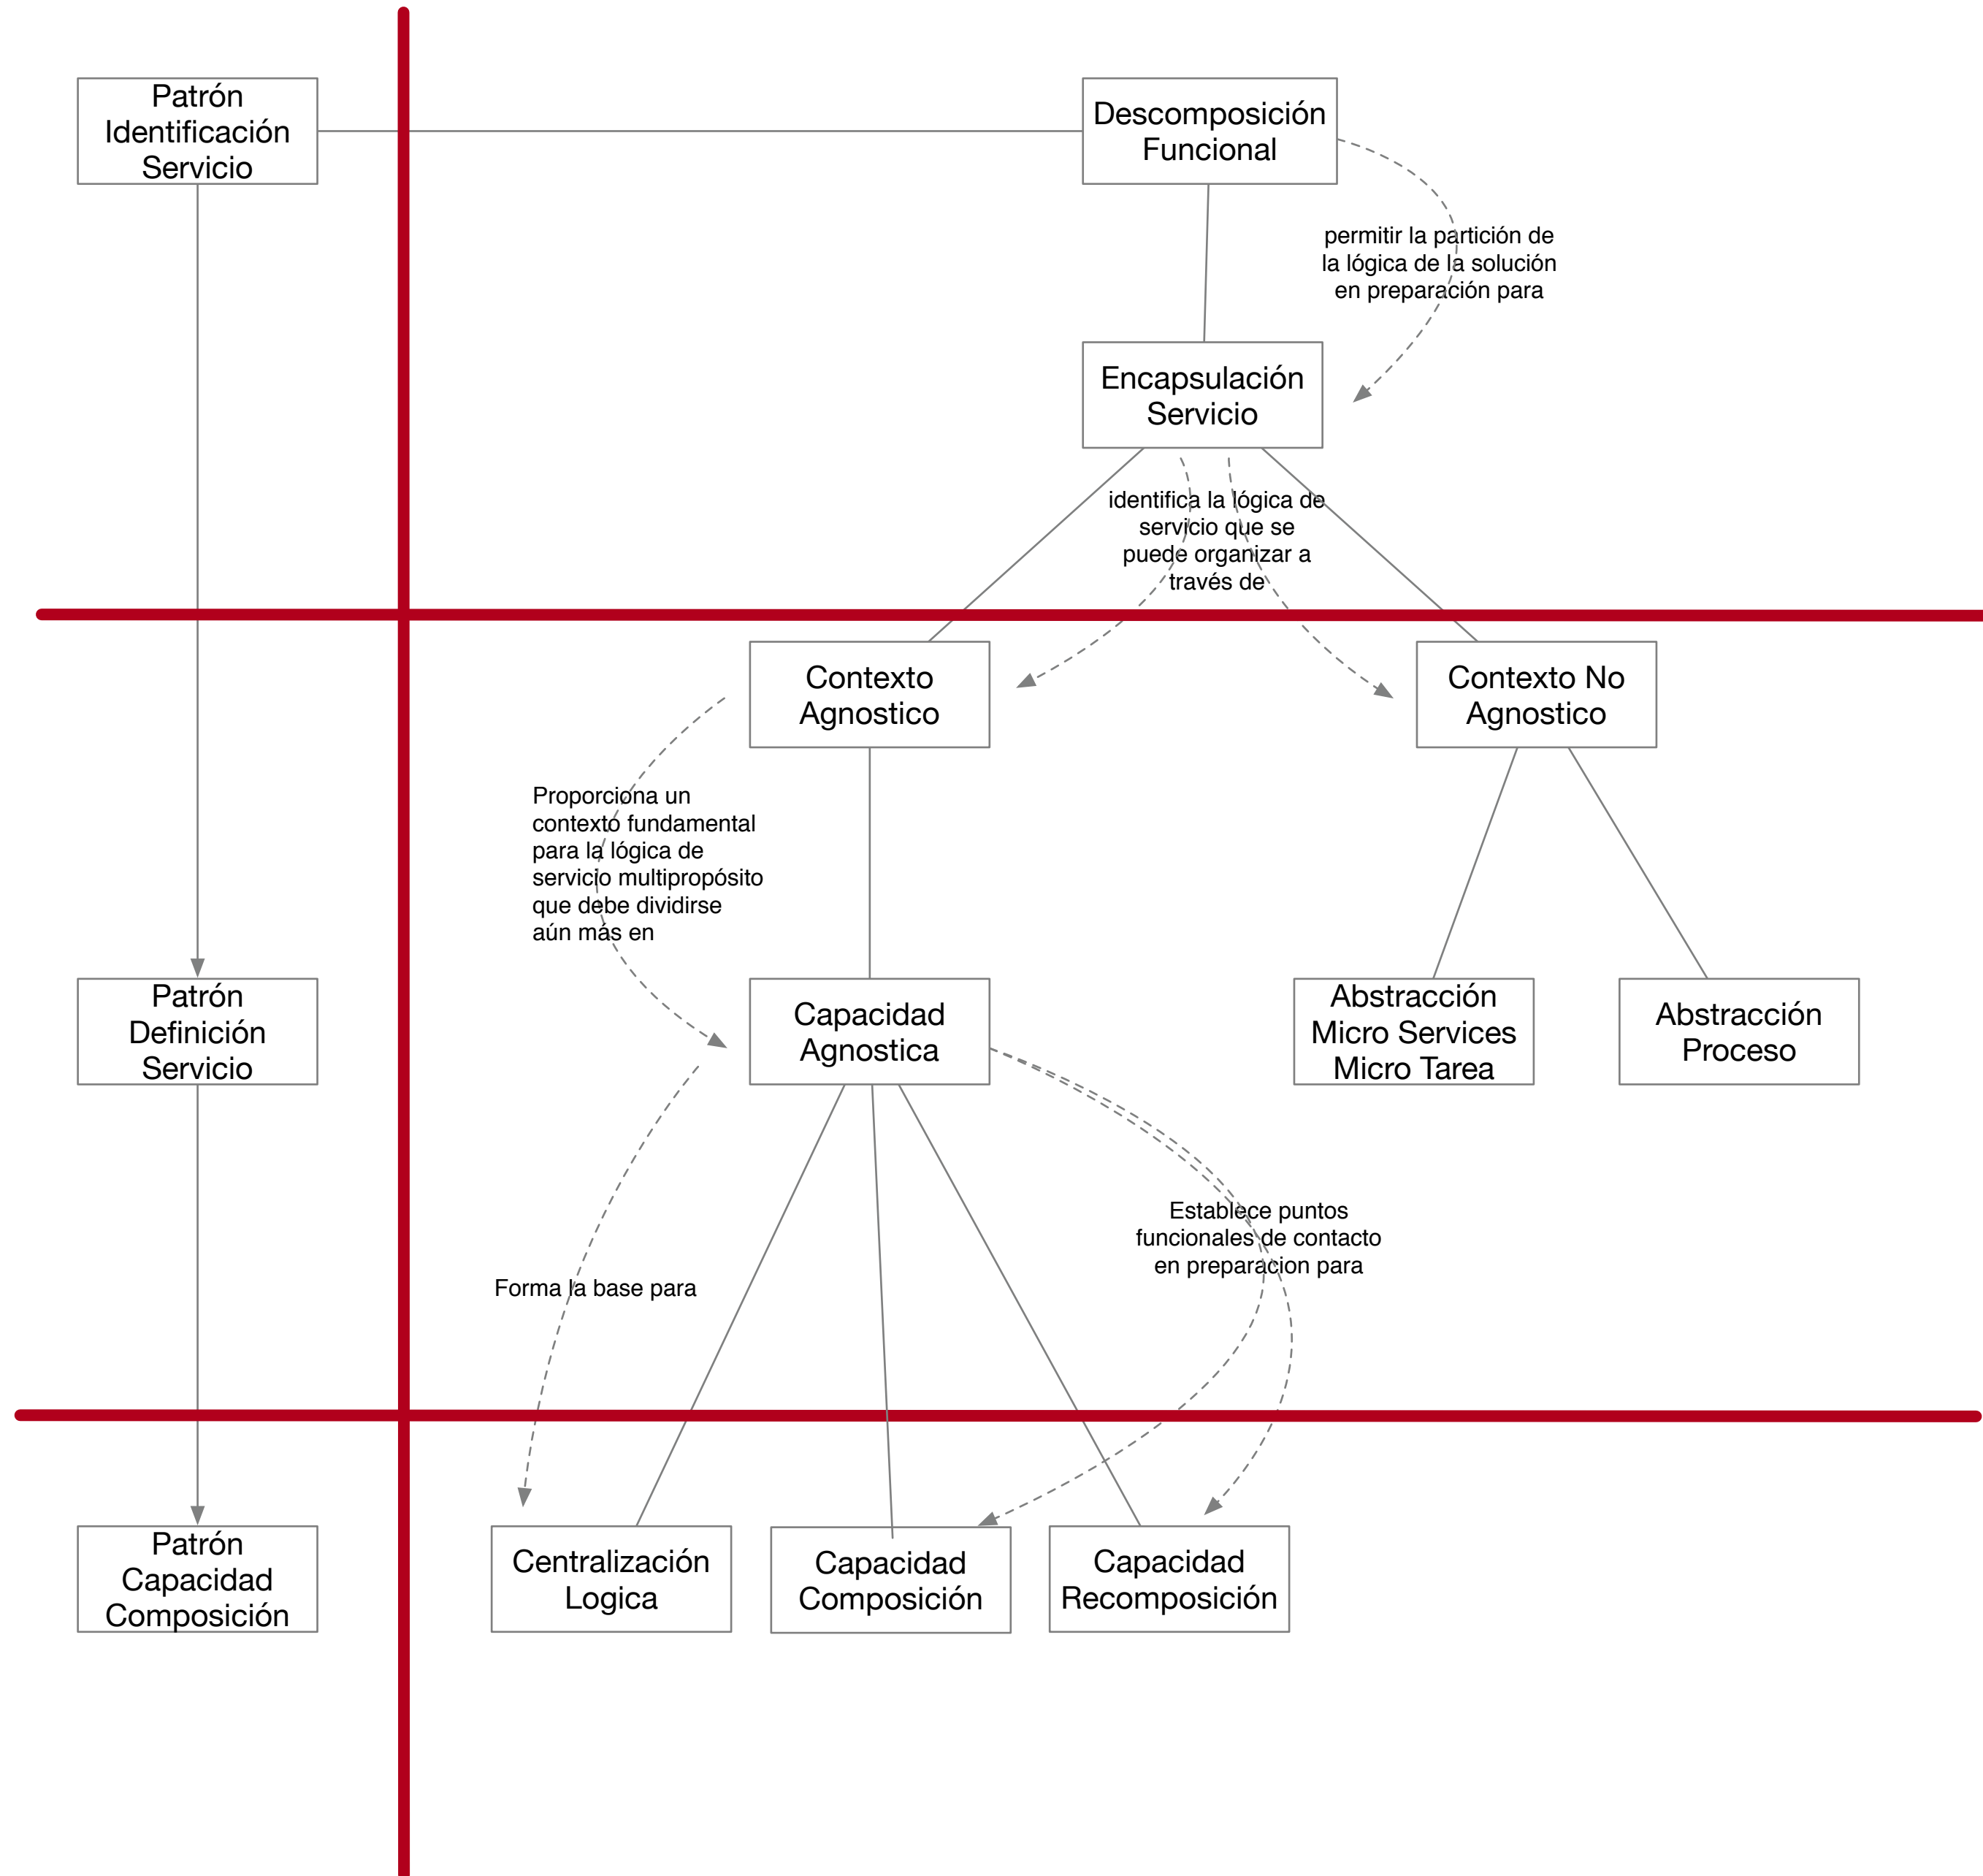 Patrón
Identificación
Servicio
Descomposición
Funcional
permitir la partición de
la lógica de la solución
en preparación para
Encapsulación
Servicio
identifica la lógica de
servicio que se
puede organizar a
través de
Contexto
Agnostico
Contexto No
Agnostico
Proporciona un
contexto fundamental
para la lógica de
servicio multipropósito
que debe dividirse
aún más en
Patrón
Definición
Servicio
Capacidad
Agnostica
Abstracción
Micro Services
Micro Tarea
Abstracción
Proceso
Establece puntos
funcionales de contacto
en preparacion para
Forma la base para
Patrón
Capacidad
Composición
Centralización
Logica
Capacidad
Composición
Capacidad
Recomposición